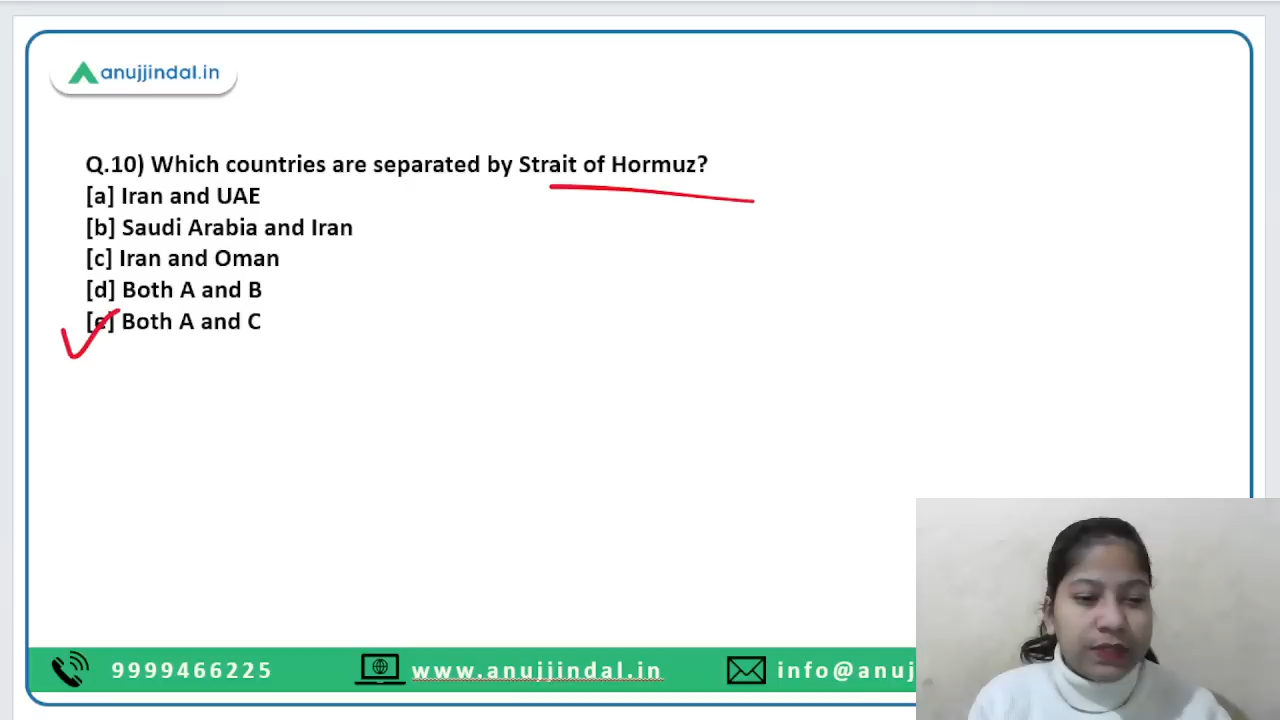 anujjindal.in
Q.10) Which countries are separated by Strait of Hormuz?
[a] Iran and UAE
[b] Saudi Arabia and Iran
[c] Iran and Oman
[d] Both A and B
[e] Both A and C
9999466225 www.anujjindal.in info@anuj